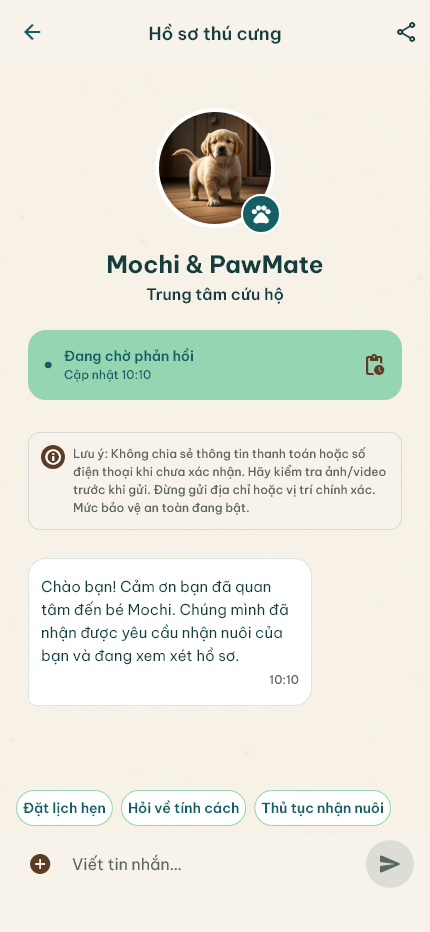 Hồ sơ thú cưng
Mochi & PawMate
Trung tâm cứu hộ
Đang chờ phản hồi
Cập nhật 10:10
Lưu ý: Không chia sẻ thông tin thanh toán hoặc số
điện thoại khi chưa xác nhận. Hãy kiểm tra ảnh/video
trước khi gửi. Đừng gửi địa chỉ hoặc vị trí chính xác.
Mức bảo vệ an toàn đang bật.
Chào bạn! Cảm ơn bạn đã quan
tâm đến bé Mochi. Chúng mình đã
nhận được yêu cầu nhận nuôi của
bạn và đang xem xét hồ sơ.
10:10
Đặt lịch hẹn
Hỏi về tính cách
Thủ tục nhận nuôi
Viết tin nhắn...